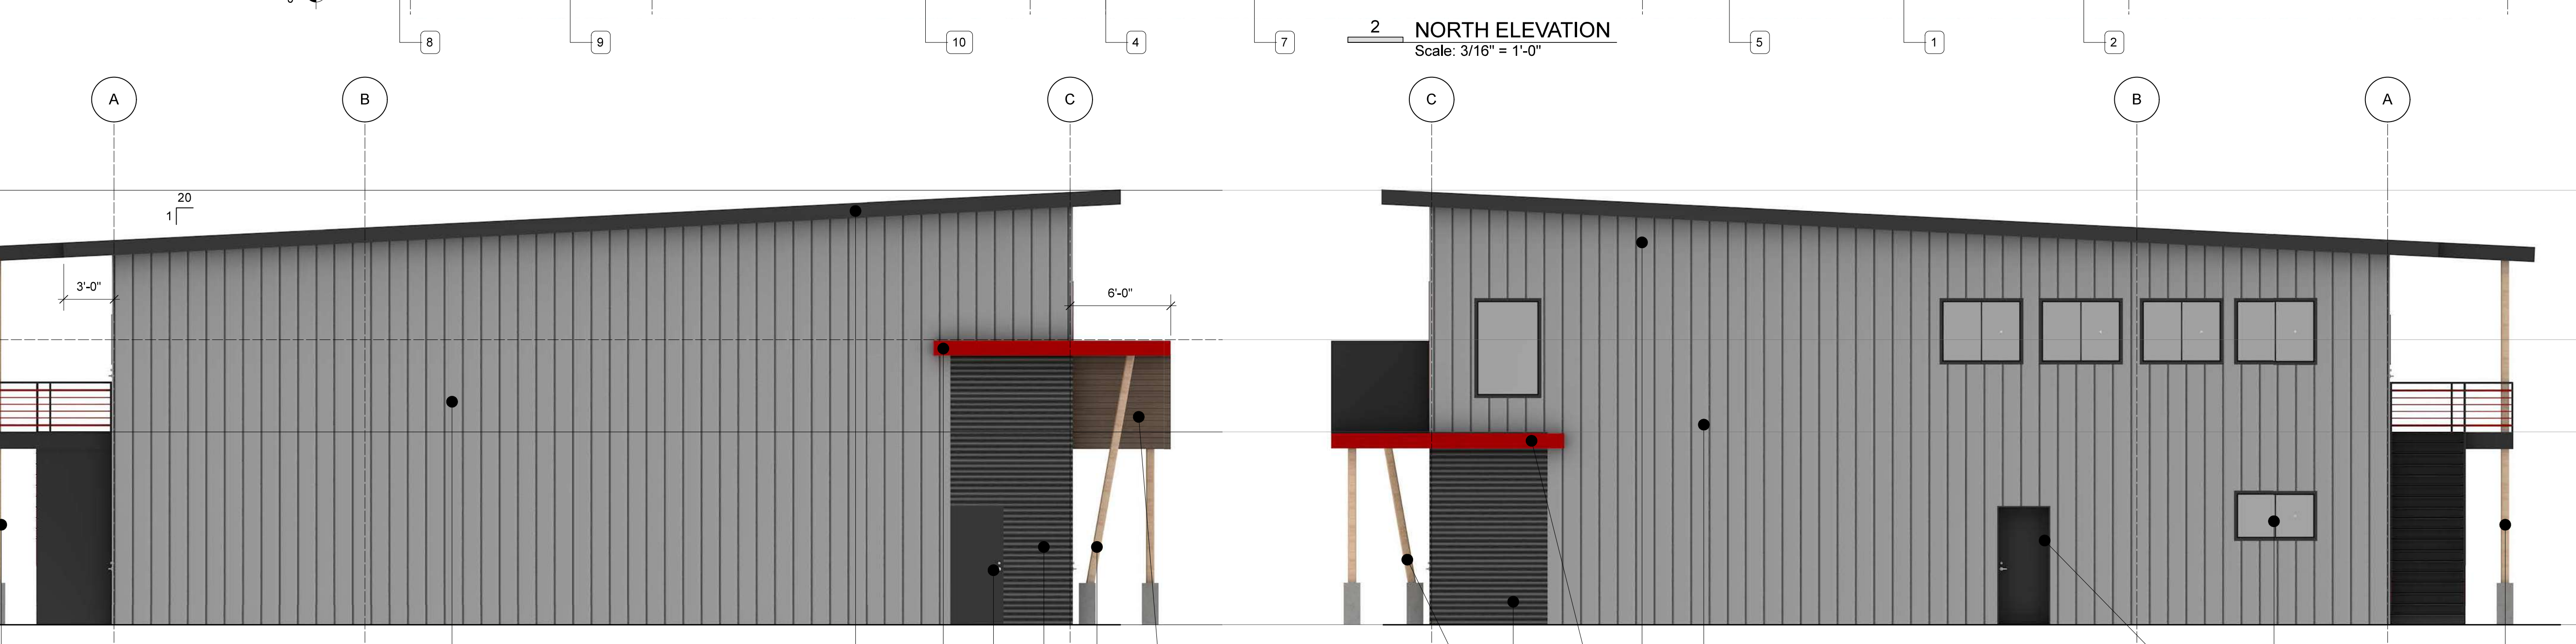 2 NORTH ELEVATION
Scale: 3/16" = 1'-0"
8 9 10 4 7 5 1 2
A B C C B A
20
1
3'-0"
6'-0"